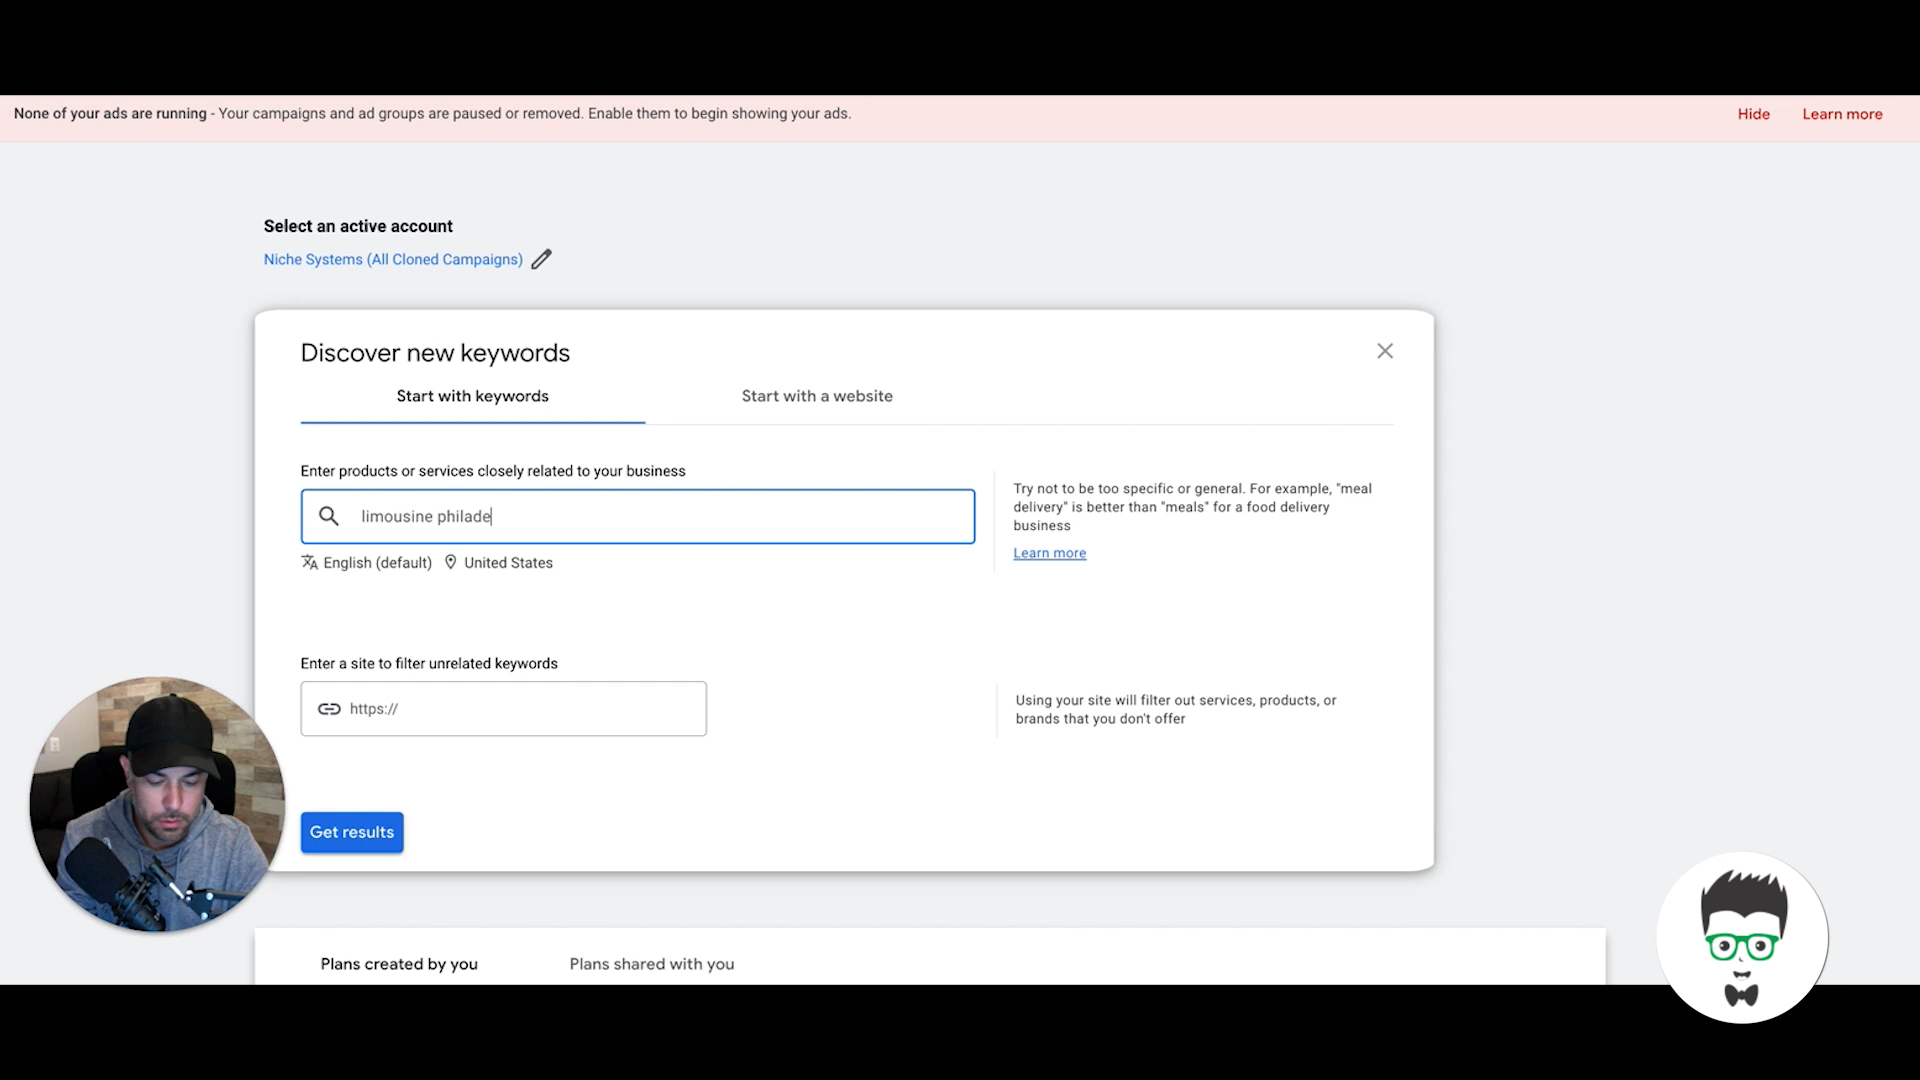 None of your ads are running - Your campaigns and ad groups are paused or removed. Enable them to begin showing your ads.
Hide
Learn more
Select an active account
Niche Systems (All Cloned Campaigns)
Discover new keywords
Start with keywords
Start with a website
Enter products or services closely related to your business
limousine philade
English (default)
United States
Try not to be too specific or general. For example, "meal
delivery" is better than "meals" for a food delivery
business
Learn more
Enter a site to filter unrelated keywords
https://
Using your site will filter out services, products, or
brands that you don't offer
Get results
Plans created by you
Plans shared with you